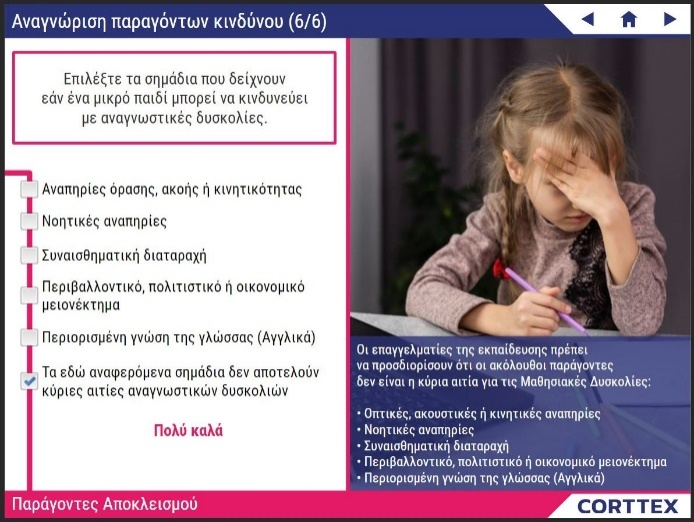 Αναγνώριση παραγόντων κινδύνου (6/6)
Επιλέξτε τα σημάδια που δείχνουν
εάν ένα μικρό παιδί μπορεί να κινδυνεύει
με αναγνωστικές δυσκολίες.
Αναπηρίες όρασης, ακοής ή κινητικότητας
Νοητικές αναπηρίες
Συναισθηματική διαταραχή
Περιβαλλοντικό, πολιτιστικό ή οικονομικό
μειονέκτημα
Περιορισμένη γνώση της γλώσσας (Αγγλικά)
Τα εδώ αναφερόμενα σημάδια δεν αποτελούν
κύριες αιτίες αναγνωστικών δυσκολιών
Πολύ καλά
Οι επαγγελματίες της εκπαίδευσης πρέπει
να προσδιορίσουν ότι οι ακόλουθοι παράγοντες
δεν είναι η κύρια αιτία για τις Μαθησιακές Δυσκολίες:
• Οπτικές, ακουστικές ή κινητικές αναπηρίες
• Νοητικές αναπηρίες
• Συναισθηματική διαταραχή
• Περιβαλλοντικό, πολιτιστικό ή οικονομικό μειονέκτημα
• Περιορισμένη γνώση της γλώσσας (Αγγλικά)
Παράγοντες Αποκλεισμού
CORTTEX